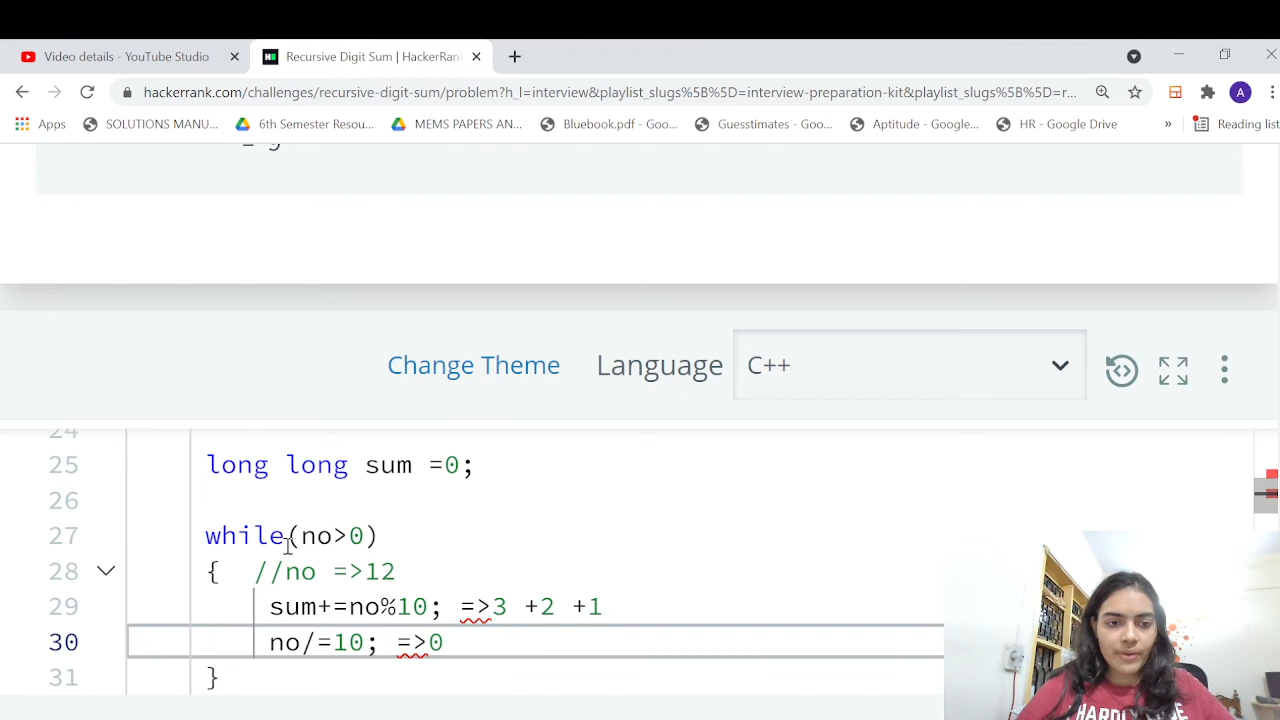 Video details - YouTube Studio
Recursive Digit Sum | HackerRan
hackerrank.com/challenges/recursive-digit-sum/problem?h_l=interview&playlist_slugs%5B%5D=interview-preparation-kit&playlist_slugs%5B%5D=r...
A
Apps
SOLUTIONS MANU...
6th Semester Resou...
MEMS PAPERS AN...
Bluebook.pdf - Goo...
Guesstimates - Goo...
Aptitude - Google...
HR - Google Drive
»
Reading list
Change Theme
Language
C++
24
25 long long sum =0;
26
27 while(no>0)
28 { //no =>12
29 sum+=no%10; =>3 +2 +1
30 no/=10; =>0
31 }